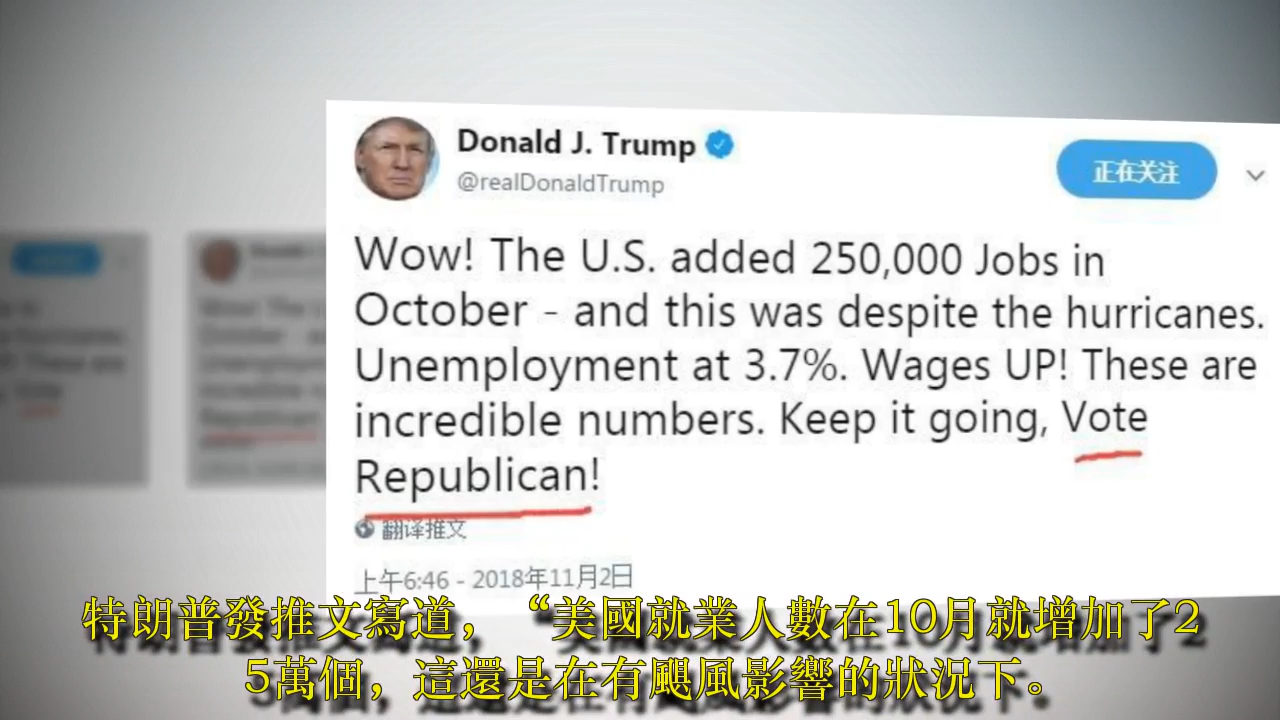 Donald J. Trump
@realDonaldTrump
正在关注
Wow! The U.S. added 250,000 Jobs in
October - and this was despite the hurricanes.
Unemployment at 3.7%. Wages UP! These are
incredible numbers. Keep it going, Vote
Republican!
翻译推文
上午6:46 - 2018年11月2日
特朗普發推文寫道，“美國就業人數在10月就增加了2
5萬個，這還是在有颶風影響的狀況下。